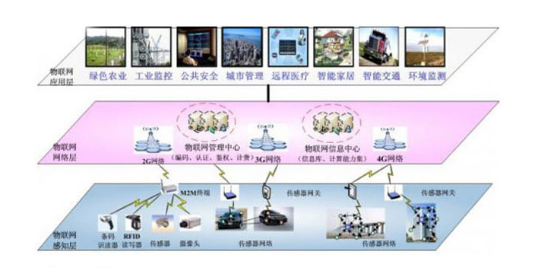 绿色农业 工业监控 公共安全 城市管理 远程医疗 智能家居 智能交通 环境监测
物联网
应用层
物联网管理中心
(编码、认证、鉴权、计费)
物联网信息中心
(信息库、计算能力集)
2G网络
3G网络
4G网络
物联网
网络层
M2M终端
传感器网关
传感器网关
条码
识读器
RFID
读写器
传感器
摄像头
传感器网络
传感器网络
物联网
感知层